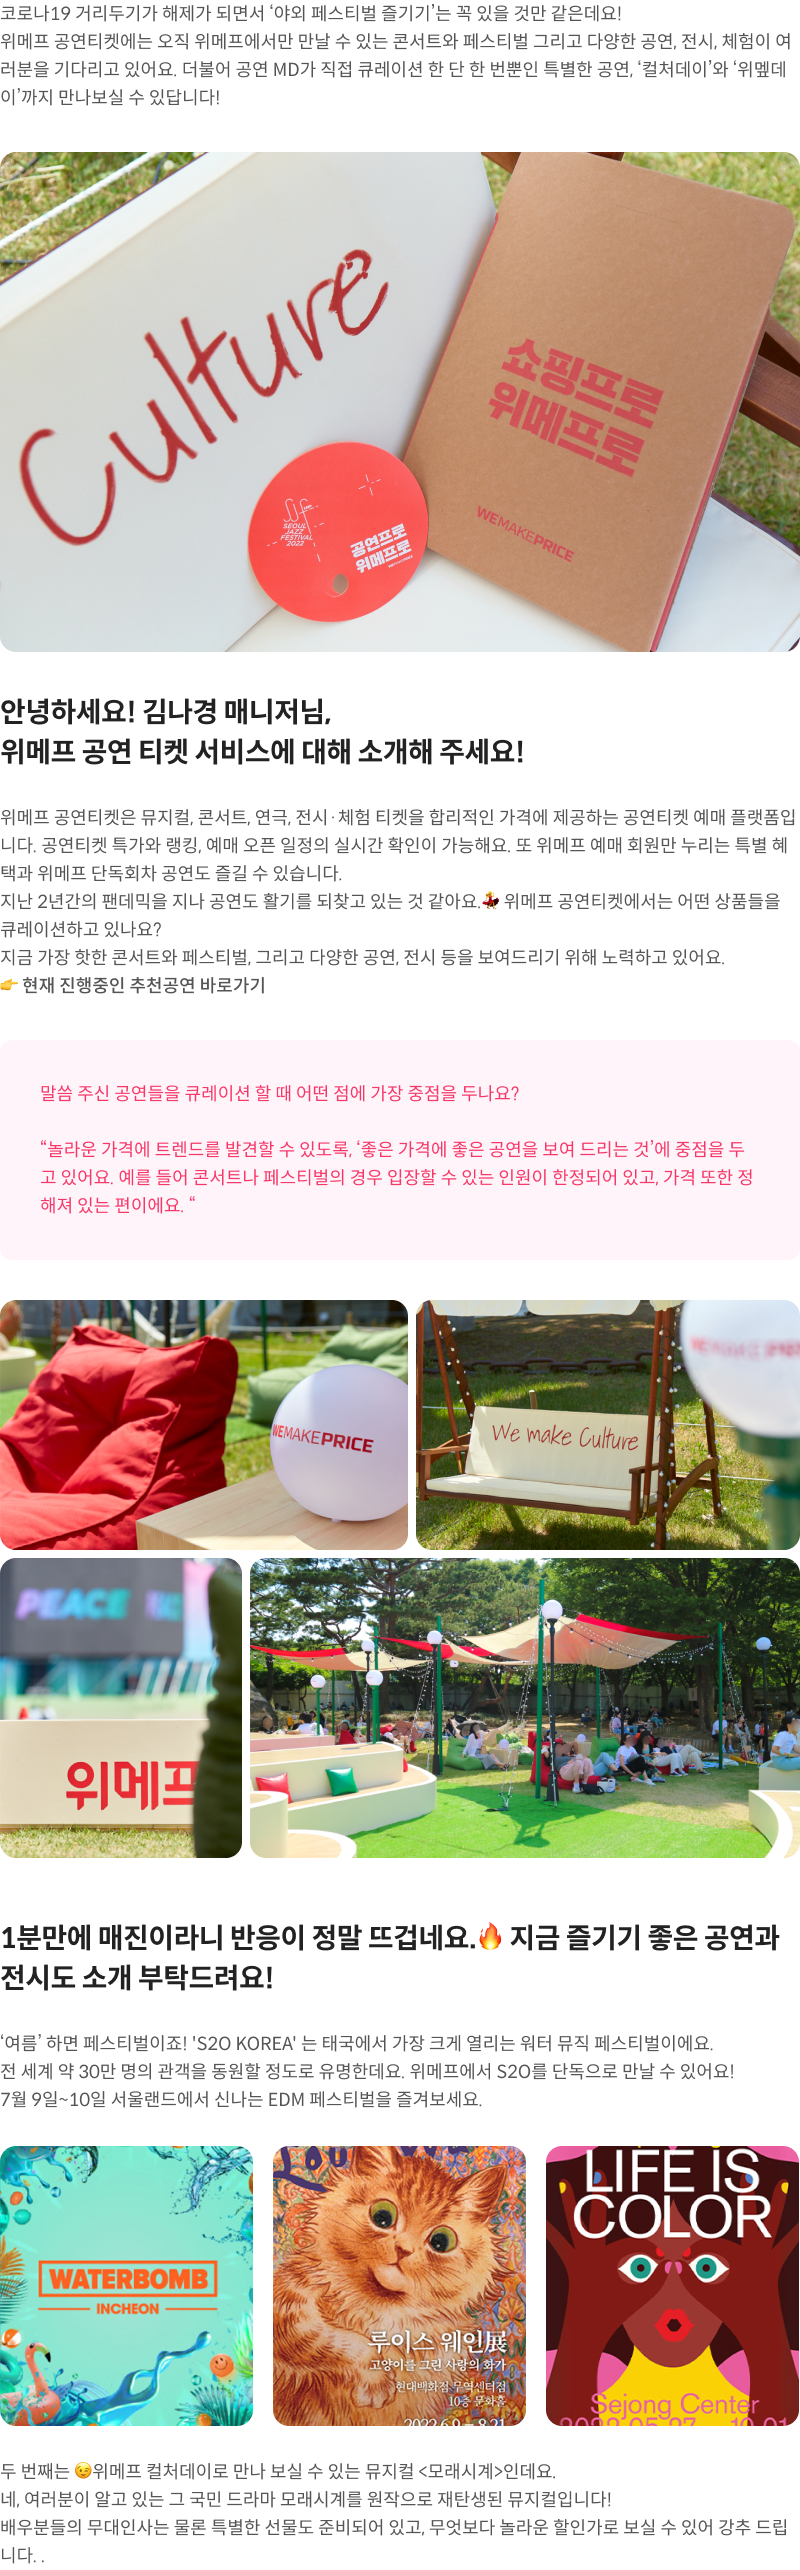 코로나19 거리두기가 해제가 되면서 ‘야외 페스티벌 즐기기’는 꼭 있을 것만 같은데요!
위메프 공연티켓에는 오직 위메프에서만 만날 수 있는 콘서트와 페스티벌 그리고 다양한 공연, 전시, 체험이 여
러분을 기다리고 있어요. 더불어 공연 MD가 직접 큐레이션 한 단 한 번뿐인 특별한 공연, ‘컬처데이’와 ‘위멮데
이’까지 만나보실 수 있답니다!
Culture
쇼핑프로
위메프로
WEMAKEPRICE
SEOUL
JAZZ
FESTIVAL
2022
공연프로
위메프로
안녕하세요! 김나경 매니저님,
위메프 공연 티켓 서비스에 대해 소개해 주세요!
위메프 공연티켓은 뮤지컬, 콘서트, 연극, 전시·체험 티켓을 합리적인 가격에 제공하는 공연티켓 예매 플랫폼입
니다. 공연티켓 특가와 랭킹, 예매 오픈 일정의 실시간 확인이 가능해요. 또 위메프 예매 회원만 누리는 특별 혜
택과 위메프 단독회차 공연도 즐길 수 있습니다.
지난 2년간의 팬데믹을 지나 공연도 활기를 되찾고 있는 것 같아요.💃 위메프 공연티켓에서는 어떤 상품들을
큐레이션하고 있나요?
지금 가장 핫한 콘서트와 페스티벌, 그리고 다양한 공연, 전시 등을 보여드리기 위해 노력하고 있어요.
👉 현재 진행중인 추천공연 바로가기
말씀 주신 공연들을 큐레이션 할 때 어떤 점에 가장 중점을 두나요?
“놀라운 가격에 트렌드를 발견할 수 있도록, ‘좋은 가격에 좋은 공연을 보여 드리는 것’에 중점을 두
고 있어요. 예를 들어 콘서트나 페스티벌의 경우 입장할 수 있는 인원이 한정되어 있고, 가격 또한 정
해져 있는 편이에요. “
WEMAKEPRICE
We make Culture
PEACE
위메프
1분만에 매진이라니 반응이 정말 뜨겁네요.🔥 지금 즐기기 좋은 공연과
전시도 소개 부탁드려요!
‘여름’ 하면 페스티벌이죠! 'S2O KOREA' 는 태국에서 가장 크게 열리는 워터 뮤직 페스티벌이에요.
전 세계 약 30만 명의 관객을 동원할 정도로 유명한데요. 위메프에서 S2O를 단독으로 만날 수 있어요!
7월 9일~10일 서울랜드에서 신나는 EDM 페스티벌을 즐겨보세요.
WATERBOMB
INCHEON
루이스 웨인展
고양이를 그린 사랑의 화가
현대백화점 무역센터점
10층 문화홀
2022.6.9 - 8.21
LIFE IS
COLOR
Sejong Center
두 번째는 😉위메프 컬처데이로 만나 보실 수 있는 뮤지컬 <모래시계>인데요.
네, 여러분이 알고 있는 그 국민 드라마 모래시계를 원작으로 재탄생된 뮤지컬입니다!
배우분들의 무대인사는 물론 특별한 선물도 준비되어 있고, 무엇보다 놀라운 할인가로 보실 수 있어 강추 드립
니다. .